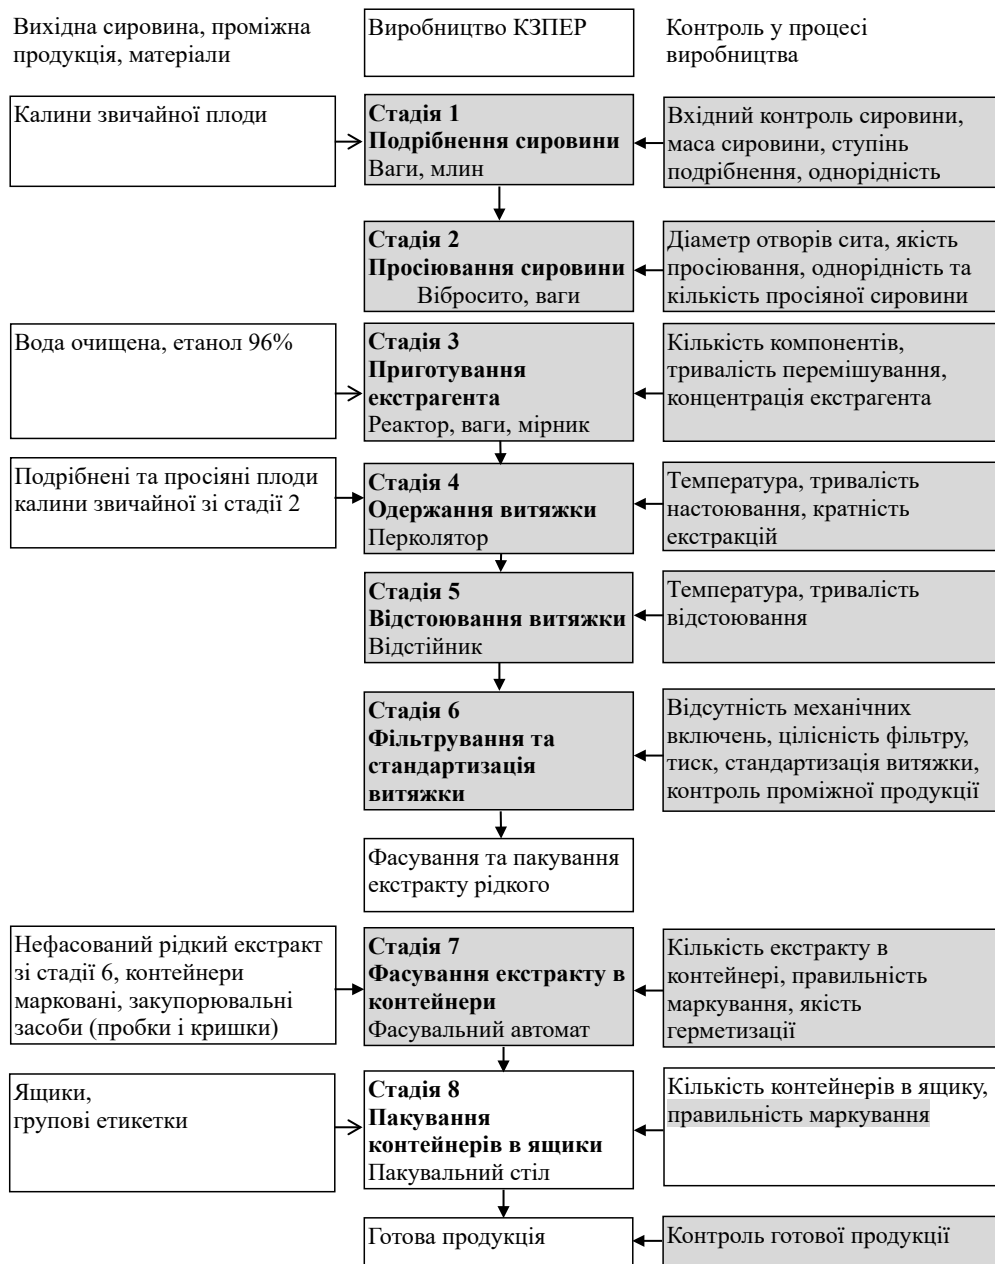 Вихідна сировина, проміжна
продукція, матеріали
Виробництво КЗПЕР
Контроль у процесі
виробництва
Калини звичайної плоди
Стадія 1
Подрібнення сировини
Ваги, млин
Вхідний контроль сировини,
маса сировини, ступінь
подрібнення, однорідність
Стадія 2
Просіювання сировини
Вібросито, ваги
Діаметр отворів сита, якість
просіювання, однорідність та
кількість просіяної сировини
Вода очищена, етанол 96%
Стадія 3
Приготування
екстрагента
Реактор, ваги, мірник
Кількість компонентів,
тривалість перемішування,
концентрація екстрагента
Подрібнені та просіяні плоди
калини звичайної зі стадії 2
Стадія 4
Одержання витяжки
Перколятор
Температура, тривалість
настоювання, кратність
екстракцій
Стадія 5
Відстоювання витяжки
Відстійник
Температура, тривалість
відстоювання
Стадія 6
Фільтрування та
стандартизація
витяжки
Відсутність механічних
включень, цілісність фільтру,
тиск, стандартизація витяжки,
контроль проміжної продукції
Фасування та пакування
екстракту рідкого
Нефасований рідкий екстракт
зі стадії 6, контейнери
марковані, закупорювальні
засоби (пробки і кришки)
Стадія 7
Фасування екстракту в
контейнери
Фасувальний автомат
Кількість екстракту в
контейнері, правильність
маркування, якість
герметизації
Ящики,
групові етикетки
Стадія 8
Пакування
контейнерів в ящики
Пакувальний стіл
Кількість контейнерів в ящику,
правильність маркування
Готова продукція
Контроль готової продукції